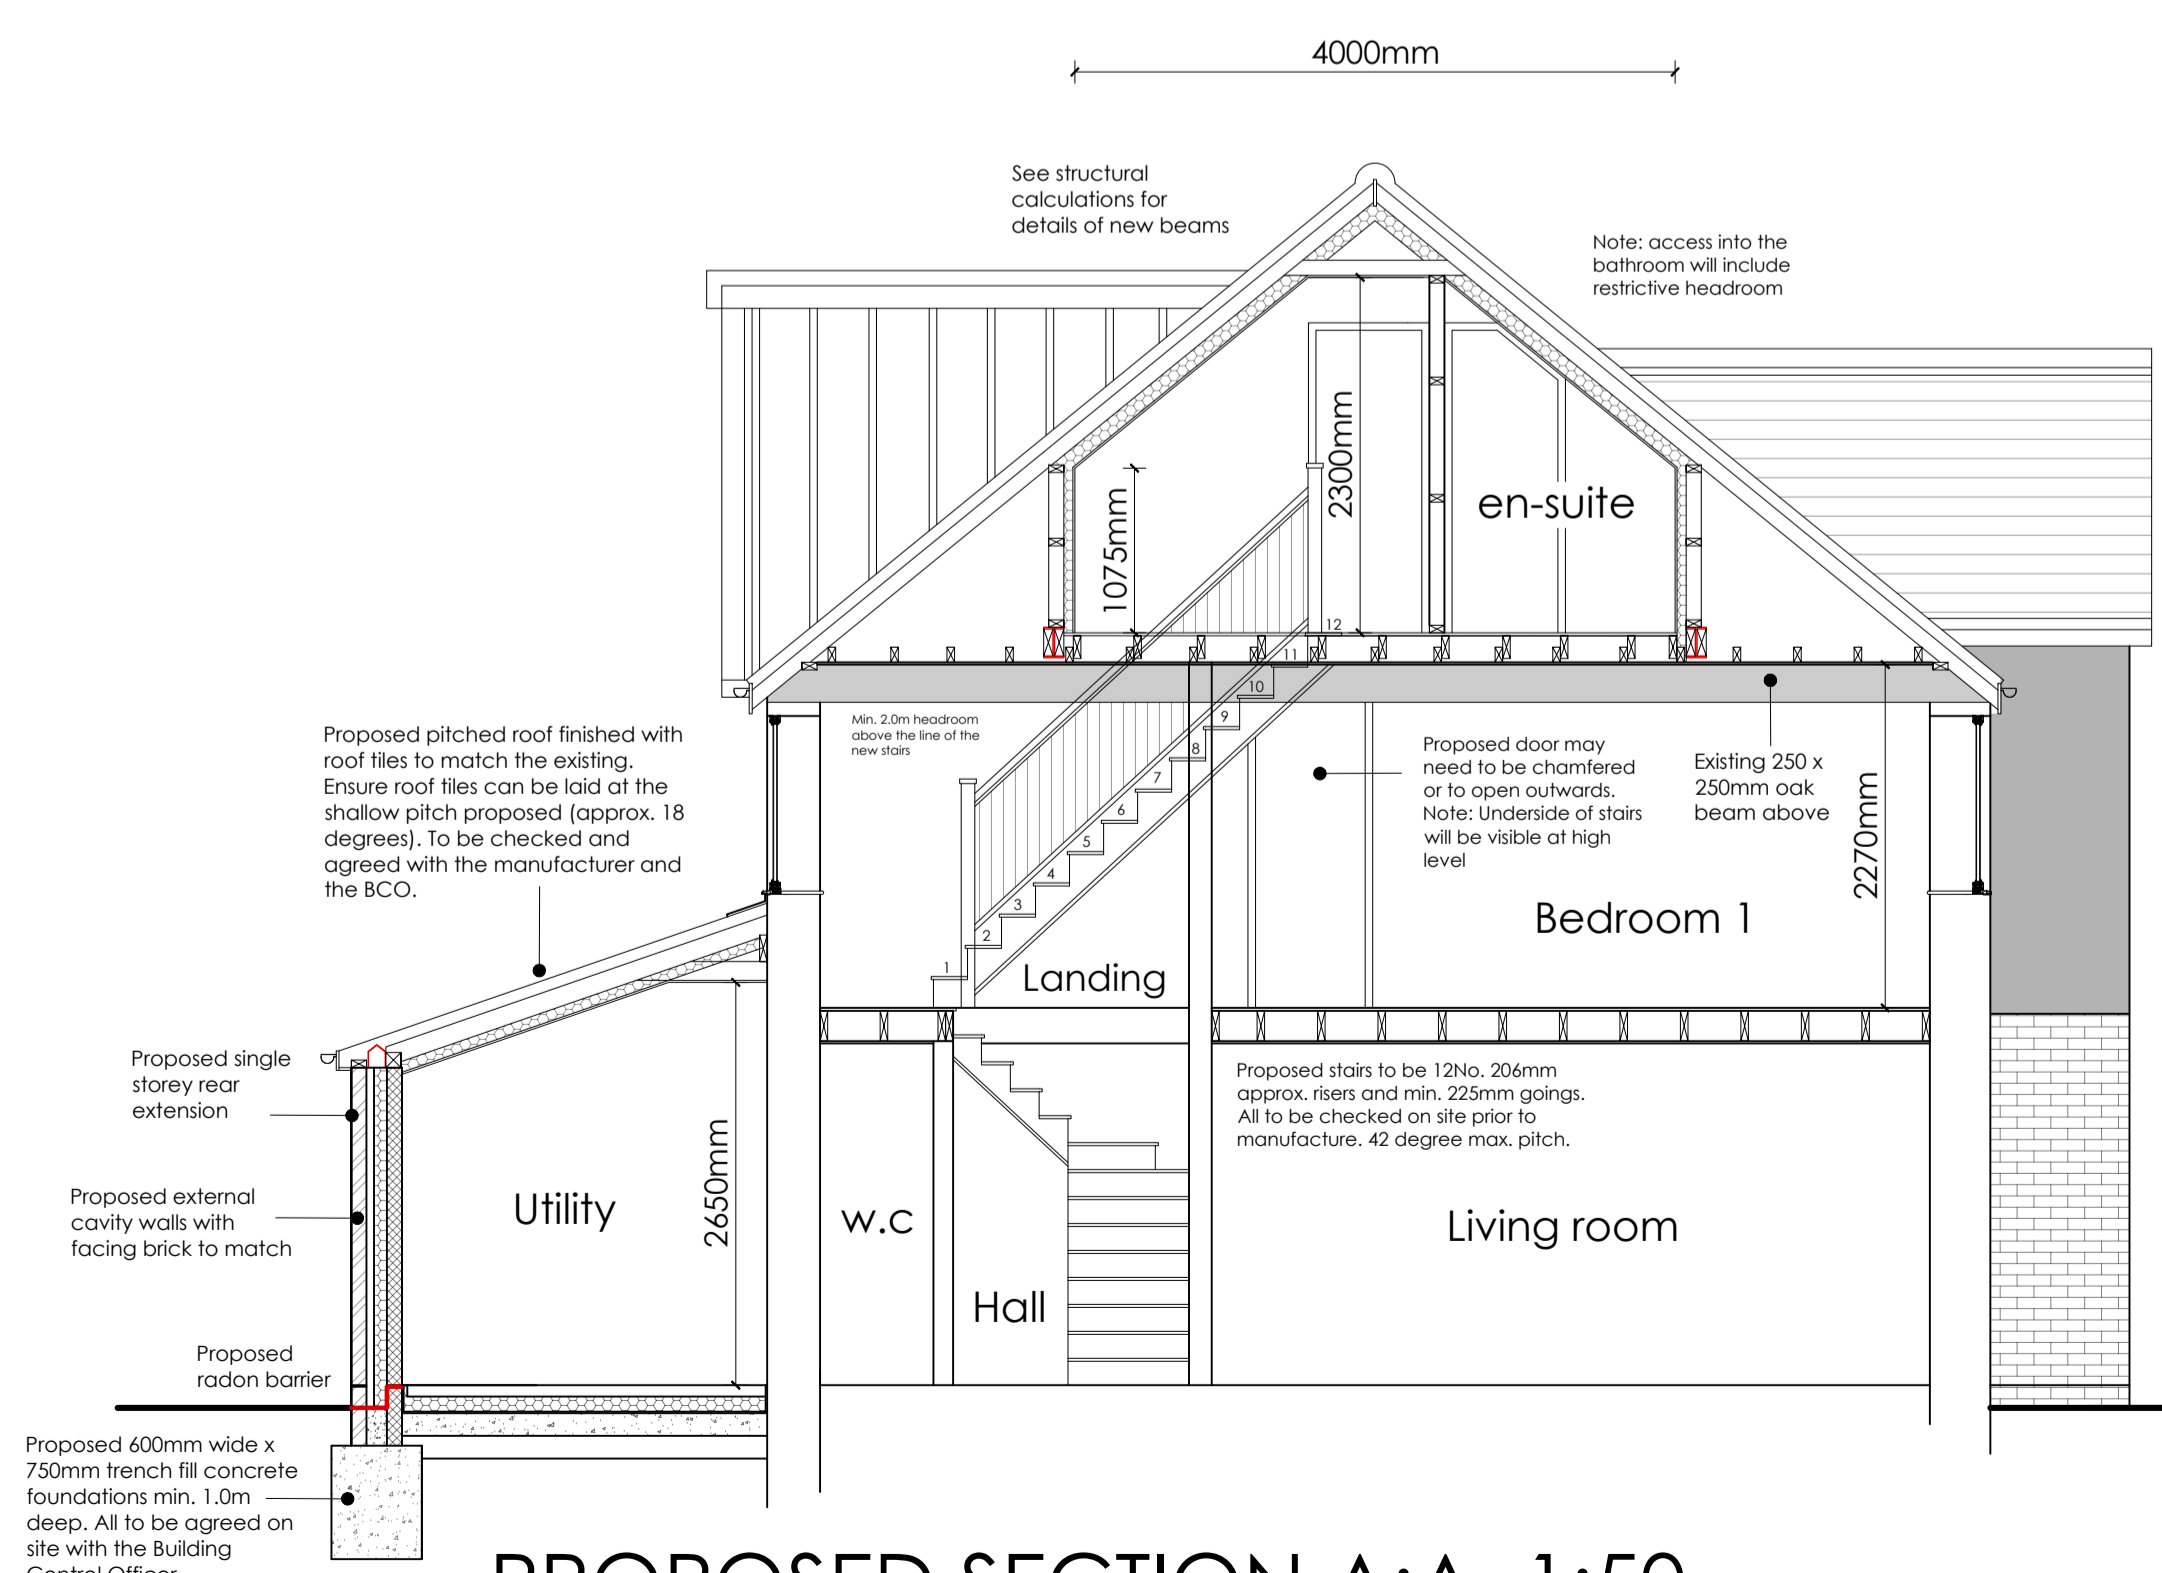 4000mm
See structural
calculations for
details of new beams
Note: access into the
bathroom will include
restrictive headroom
2300mm
1075mm
en-suite
12
11
10
9
8
7
6
5
4
3
2
1
Min. 2.0m headroom
above the line of the
new stairs
Proposed pitched roof finished with
roof tiles to match the existing.
Ensure roof tiles can be laid at the
shallow pitch proposed (approx. 18
degrees). To be checked and
agreed with the manufacturer and
the BCO.
Proposed door may
need to be chamfered
or to open outwards.
Note: Underside of stairs
will be visible at high
level
Existing 250 x
250mm oak
beam above
2270mm
Bedroom 1
Landing
Proposed single
storey rear
extension
Proposed stairs to be 12No. 206mm
approx. risers and min. 225mm goings.
All to be checked on site prior to
manufacture. 42 degree max. pitch.
2650mm
Proposed external
cavity walls with
facing brick to match
Utility
w.c
Living room
Hall
Proposed
radon barrier
Proposed 600mm wide x
750mm trench fill concrete
foundations min. 1.0m
deep. All to be agreed on
site with the Building
Control Officer
PROPOSED SECTION A:A 1:50